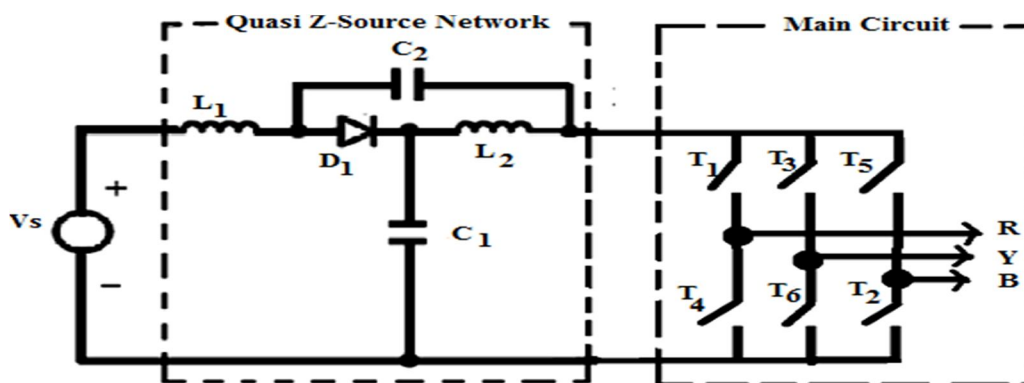 Quasi Z-Source Network
Main Circuit
C2
L1
D1
L2
C1
+
Vs
−
T1 T3 T5
R
Y
B
T4 T6 T2